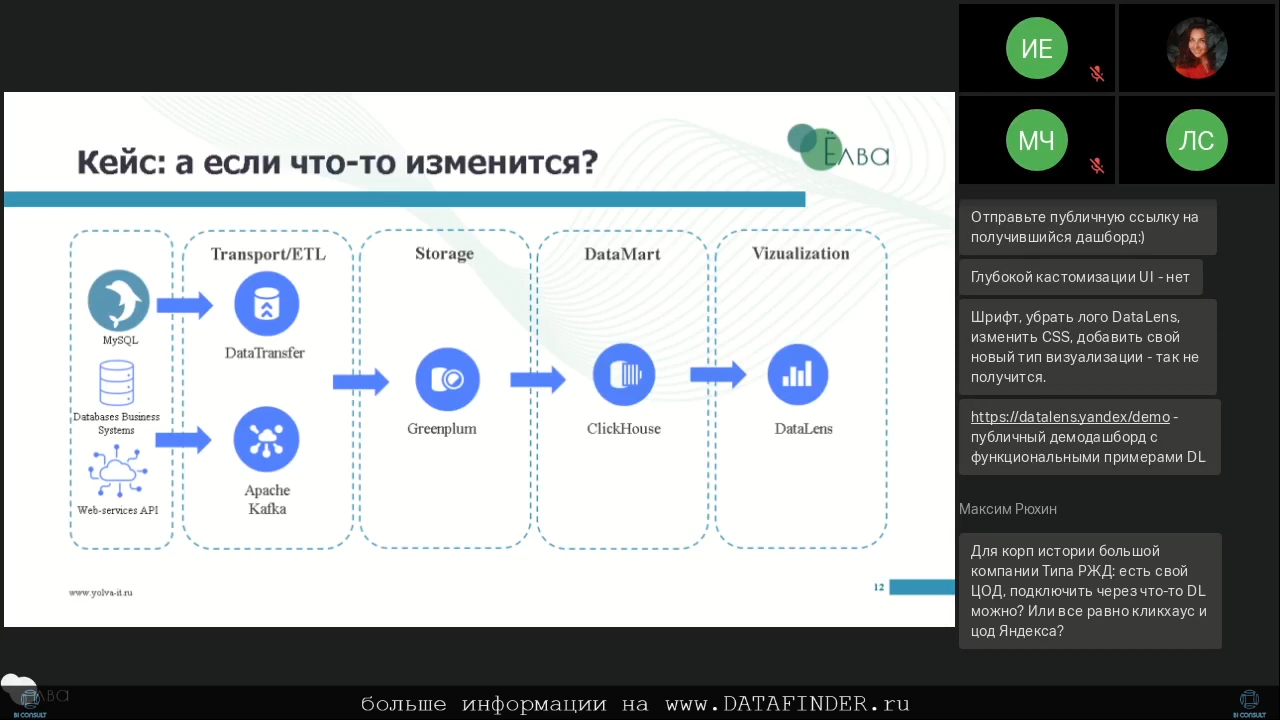 Кейс: а если что-то изменится?
Ёлва
Transport/ETL
Storage
DataMart
Vizualization
MySQL
DataTransfer
Databases Business
Systems
Greenplum
ClickHouse
DataLens
Web-services API
Apache
Kafka
www.yolva-it.ru
12
ИЕ
МЧ
ЛС
Отправьте публичную ссылку на
получившийся дашборд:)
Глубокой кастомизации UI - нет
Шрифт, убрать лого DataLens,
изменить CSS, добавить свой
новый тип визуализации - так не
получится.
https://datalens.yandex/demo -
публичный демодашборд с
функциональными примерами DL
Максим Рюхин
Для корп истории большой
компании Типа РЖД: есть свой
ЦОД, подключить через что-то DL
можно? Или все равно кликхаус и
цод Яндекса?
BI CONSULT
больше информации на www.DATAFINDER.ru
BI CONSULT